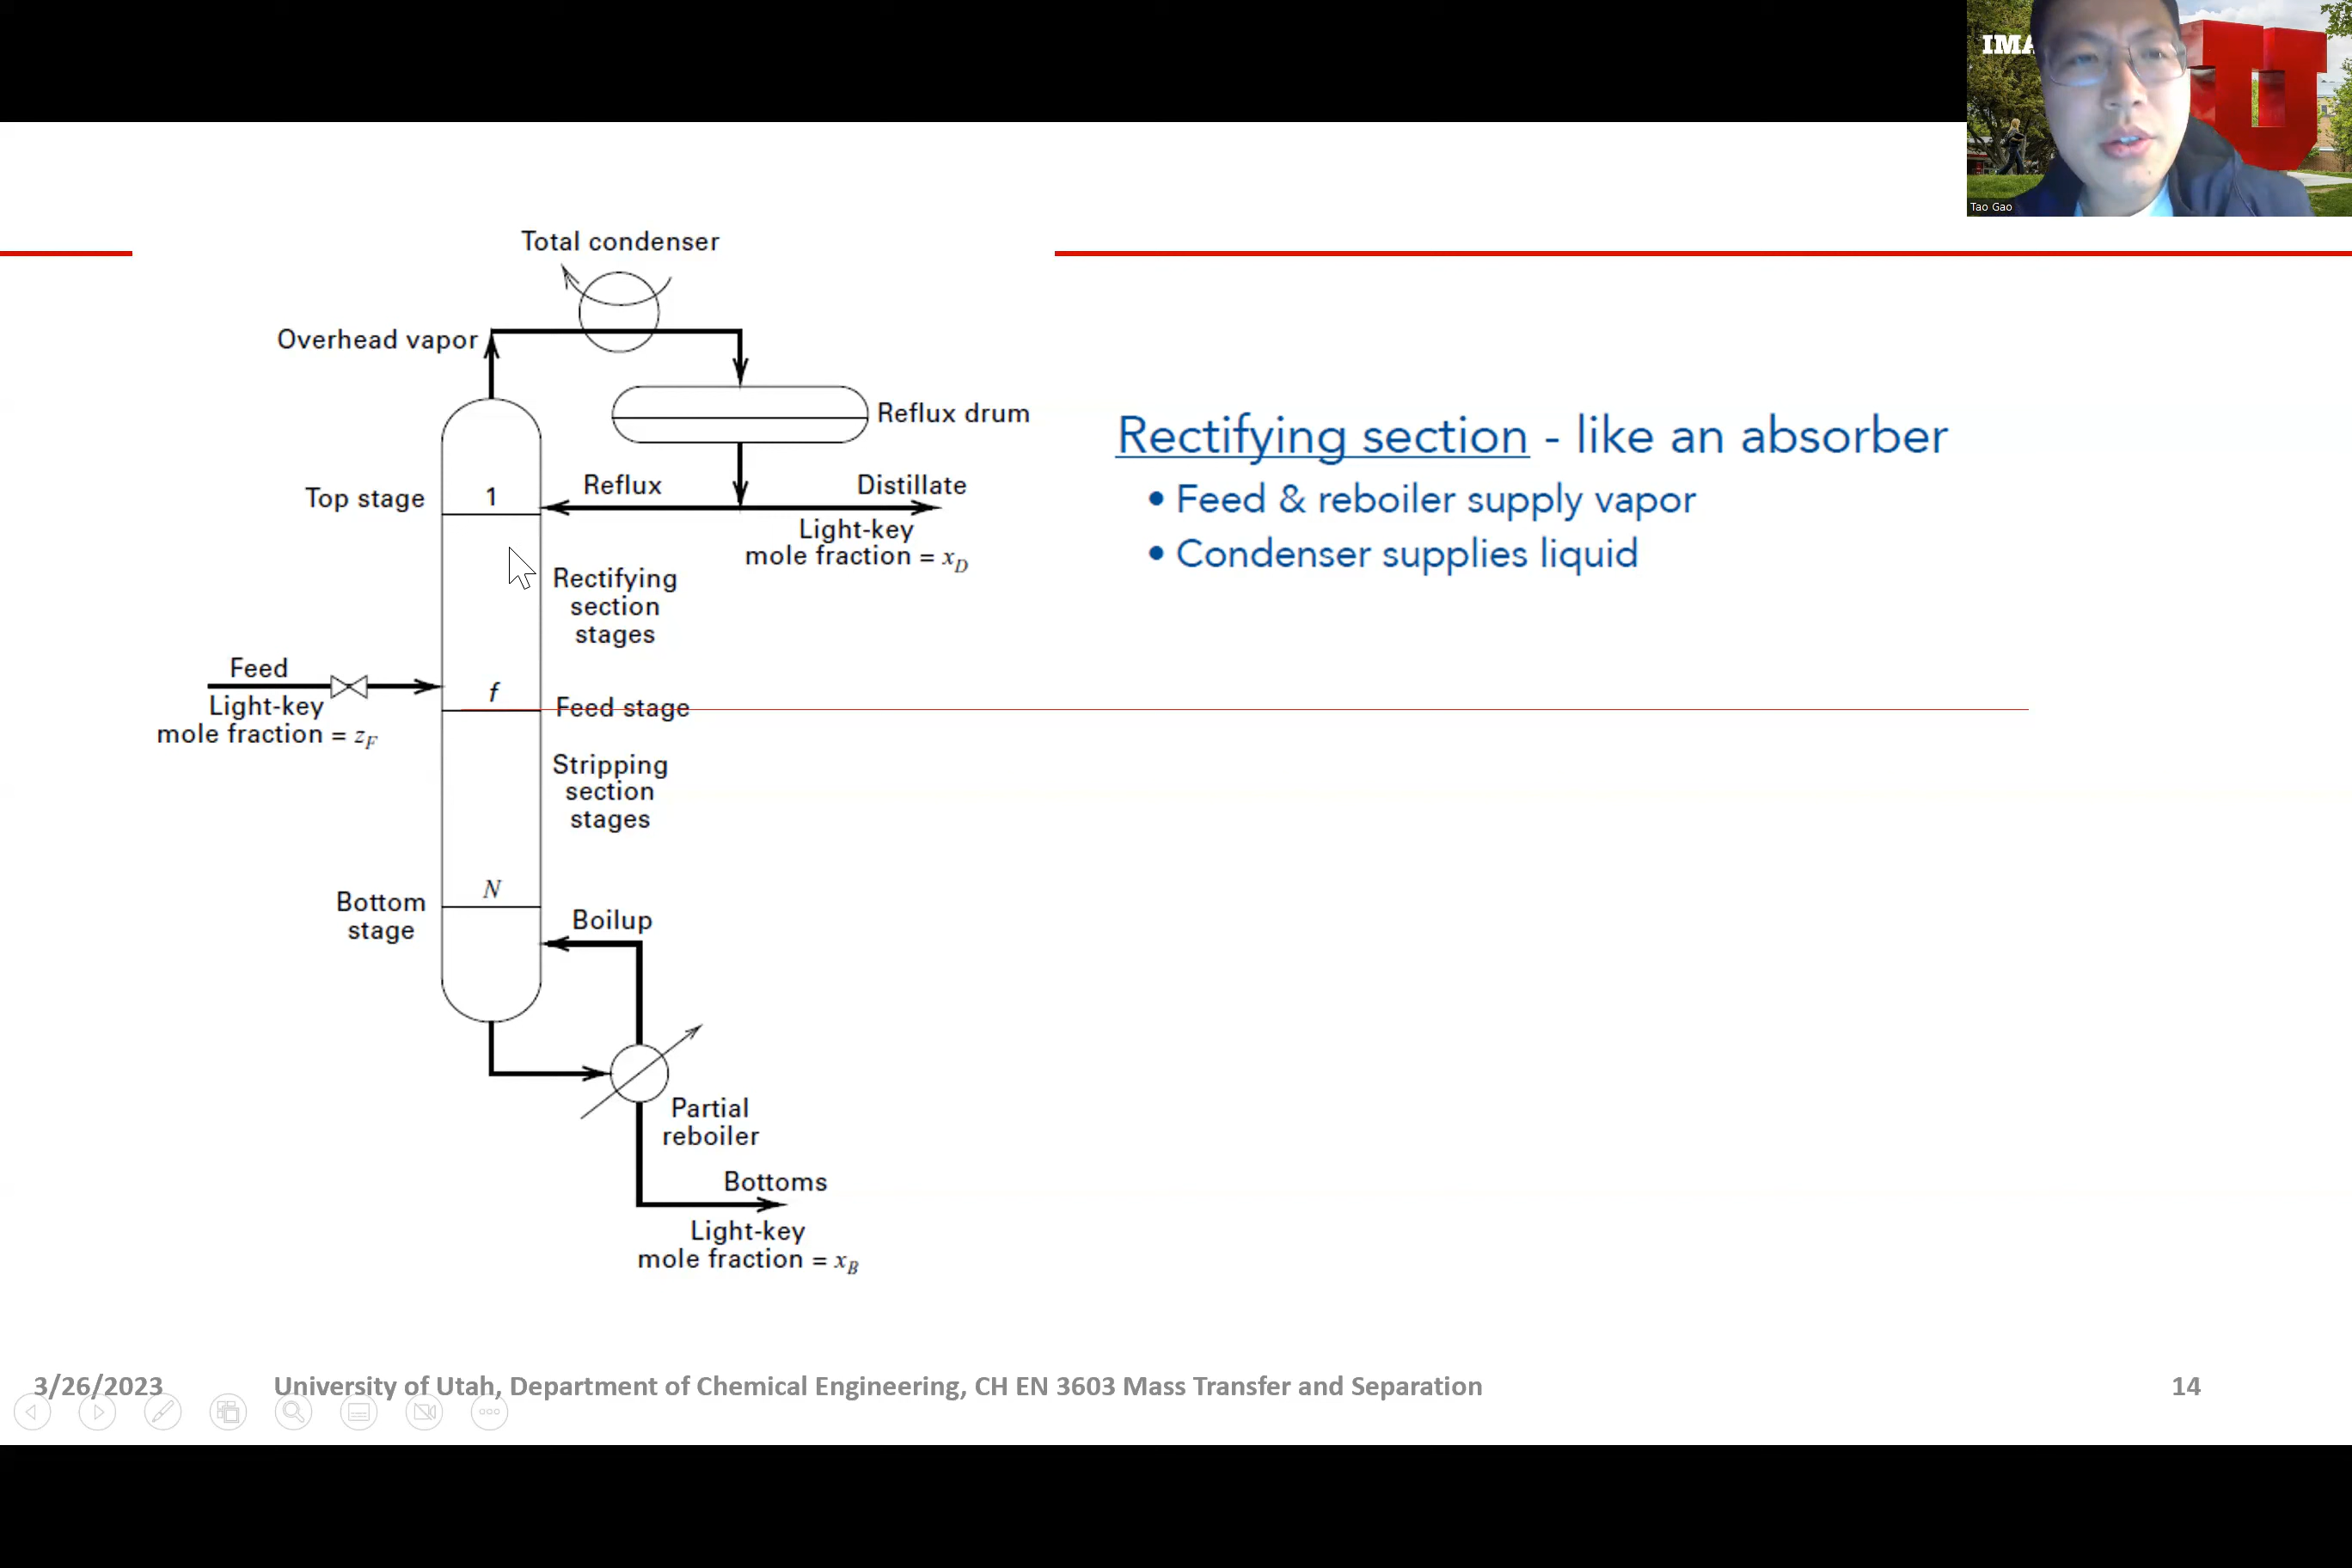 IMA
Tao Gao
Total condenser
Overhead vapor
Reflux drum
Reflux
Distillate
Top stage
1
Light-key
mole fraction = x_D
Rectifying
section
stages
Feed
Light-key
mole fraction = z_F
f
Feed stage
Stripping
section
stages
N
Bottom
stage
Boilup
Partial
reboiler
Bottoms
Light-key
mole fraction = x_B
Rectifying section - like an absorber
• Feed & reboiler supply vapor
• Condenser supplies liquid
3/26/2023
University of Utah, Department of Chemical Engineering, CH EN 3603 Mass Transfer and Separation
14